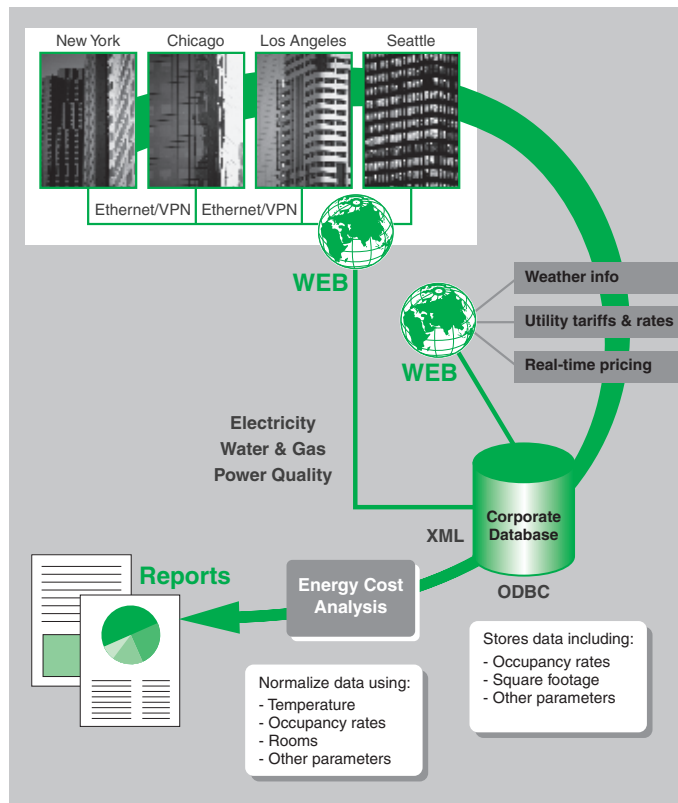 New York
Chicago
Los Angeles
Seattle
Ethernet/VPN
Ethernet/VPN
WEB
Weather info
Utility tariffs & rates
Real-time pricing
WEB
Electricity
Water & Gas
Power Quality
Corporate
Database
XML
ODBC
Reports
Energy Cost
Analysis
Stores data including:
- Occupancy rates
- Square footage
- Other parameters
Normalize data using:
- Temperature
- Occupancy rates
- Rooms
- Other parameters